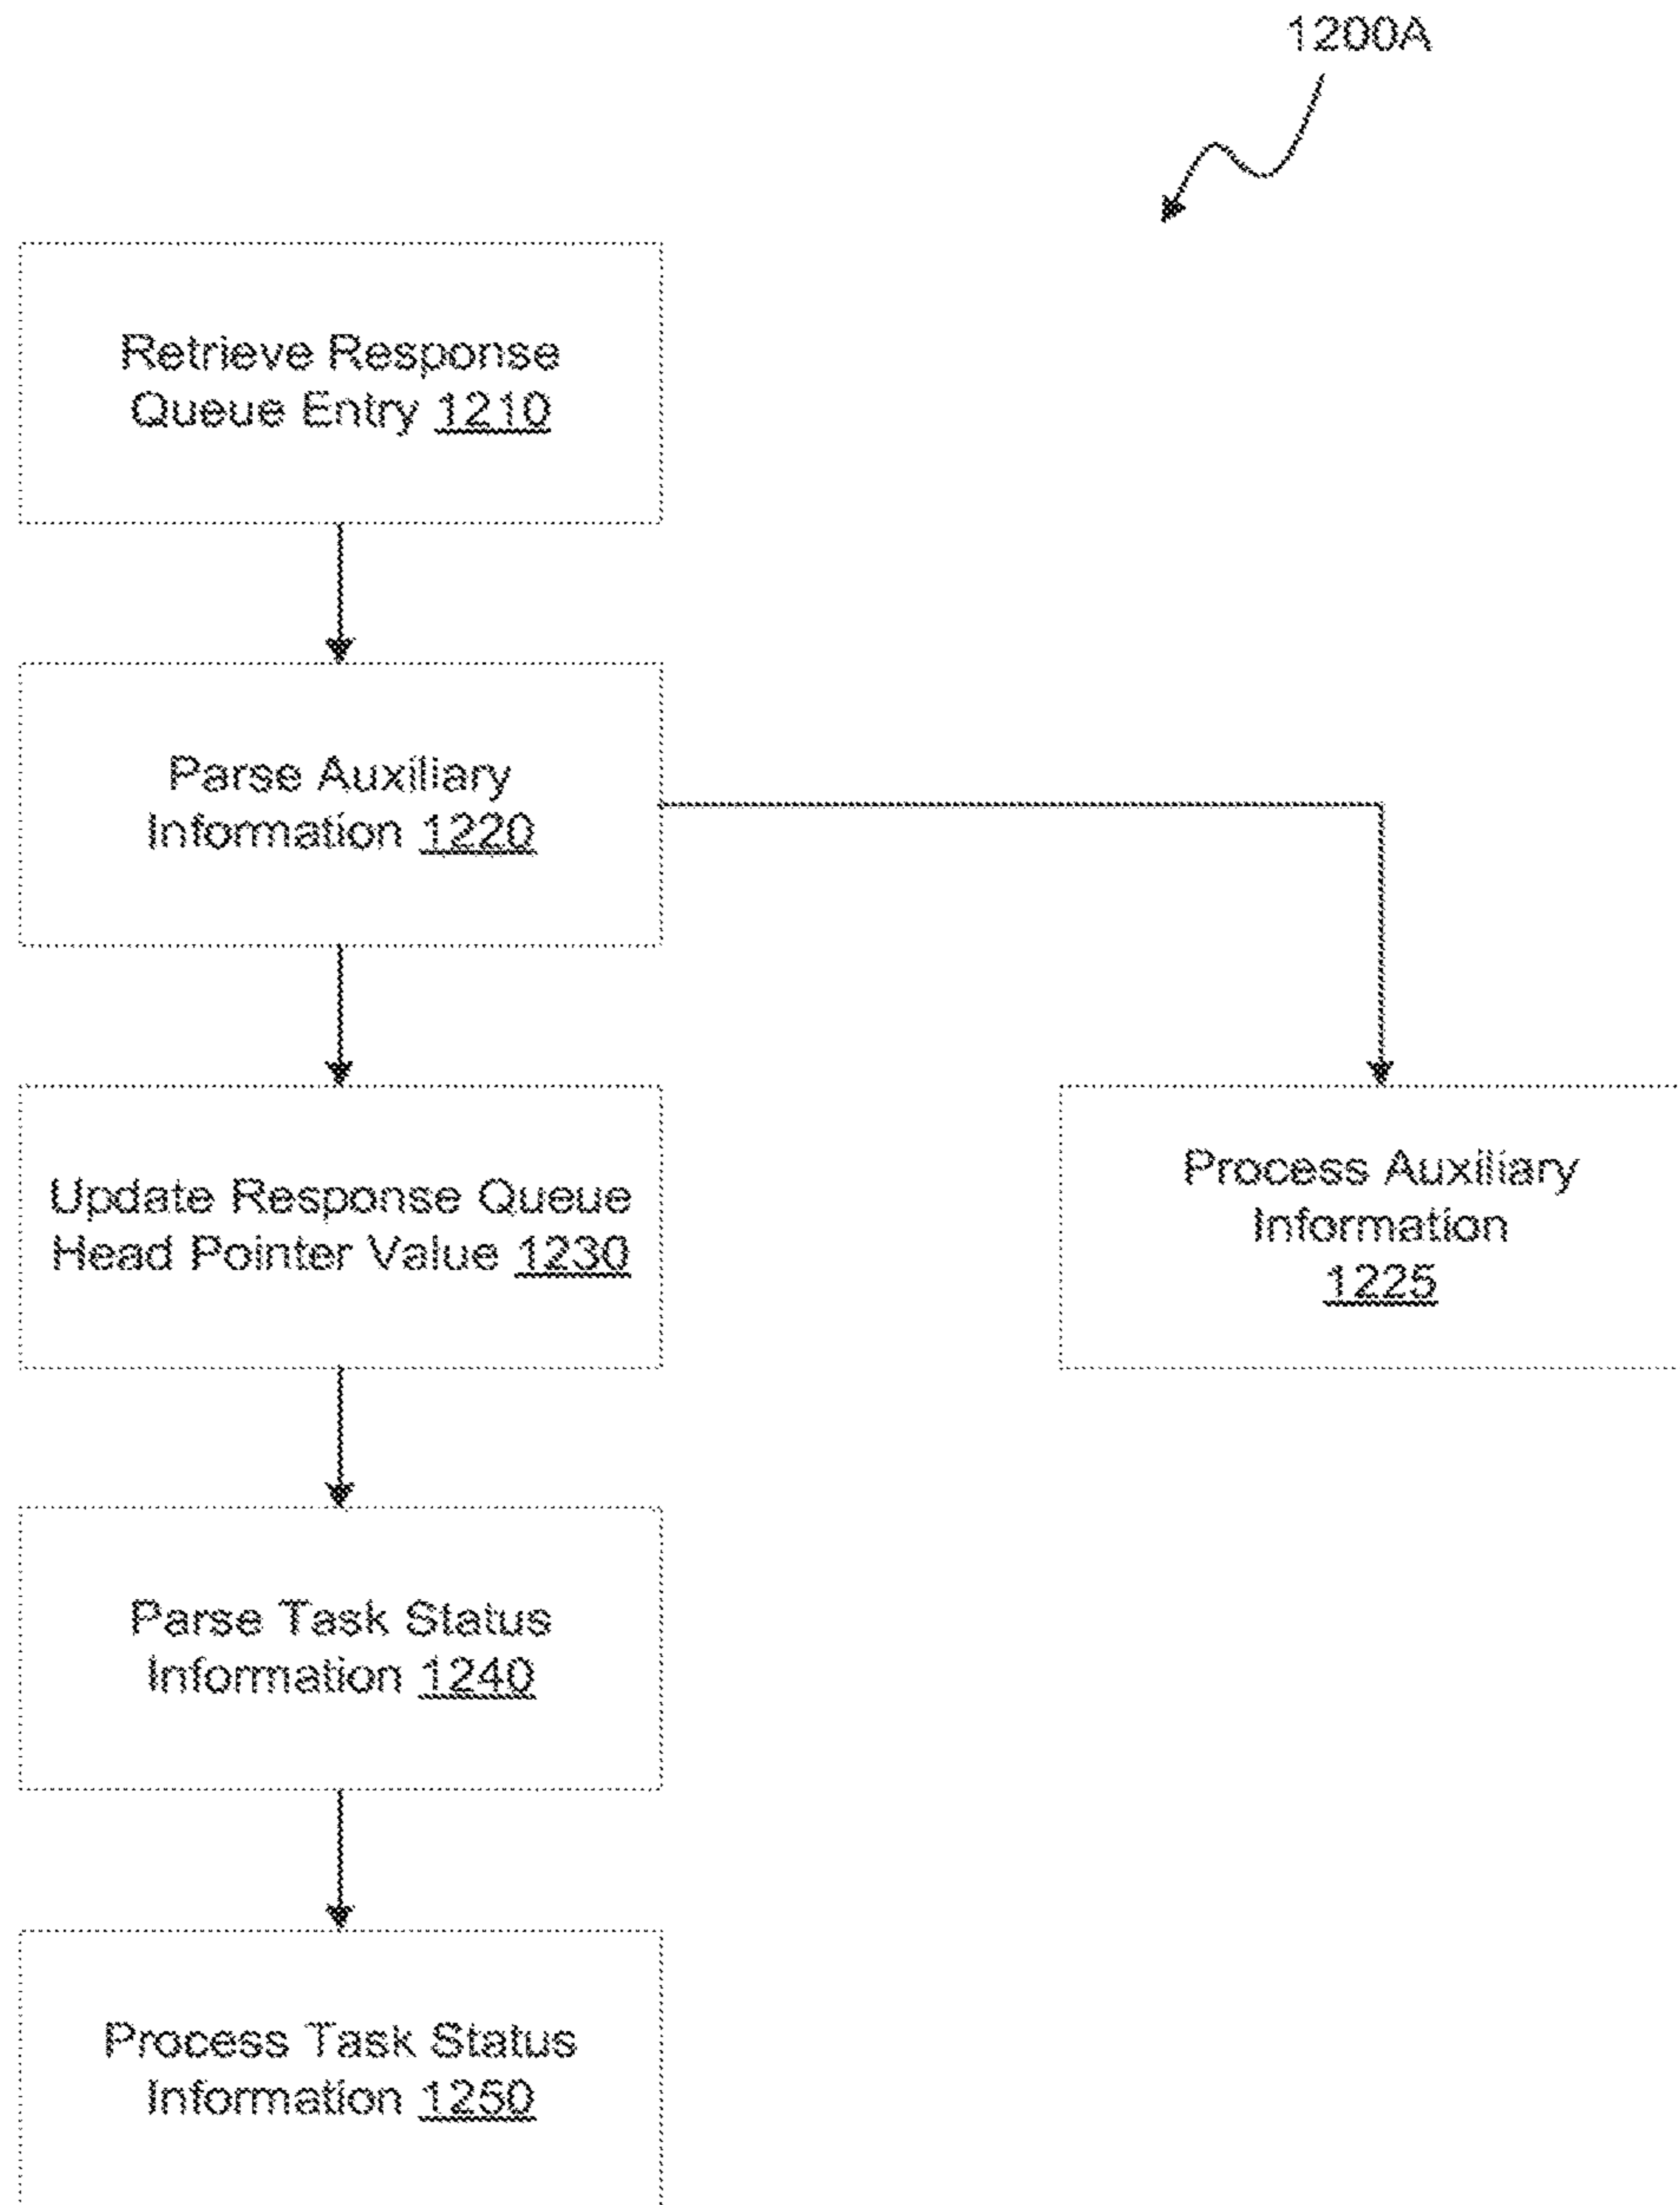 1200A
Retrieve Response
Queue Entry 1210
Parse Auxiliary
Information 1220
Update Response Queue
Head Pointer Value 1230
Process Auxiliary
Information
1225
Parse Task Status
Information 1240
Process Task Status
Information 1250